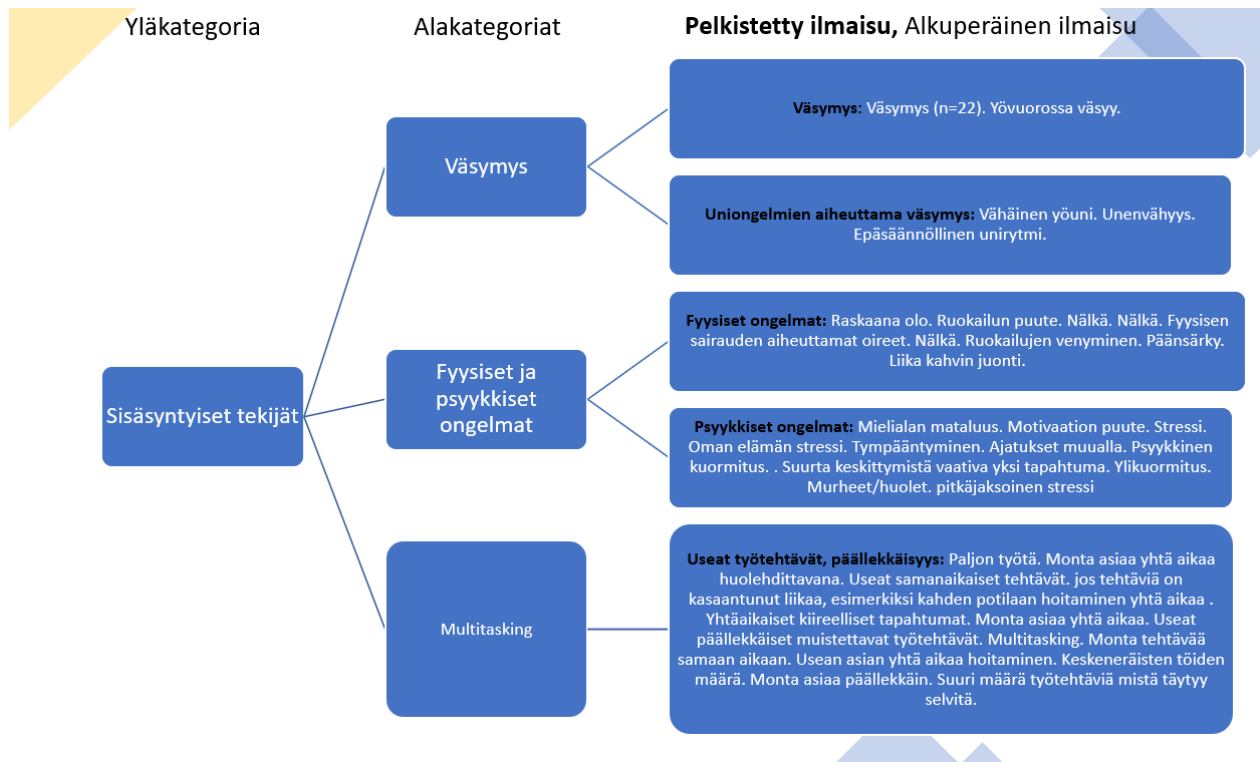 Yläkategoria
Alakategoriat
Pelkistetty ilmaisu, Alkuperäinen ilmaisu
Sisäsyntyiset tekijät
Väsymys
Väsymys: Väsymys (n=22). Yövuorossa väsyy.
Uniongelmien aiheuttama väsymys: Vähäinen yöuni. Unenvähyys.
Epäsäännöllinen unirytmi.
Fyysiset ja
psyykkiset
ongelmat
Fyysiset ongelmat: Raskaana olo. Ruokailun puute. Nälkä. Nälkä. Fyysisen
sairauden aiheuttamat oireet. Nälkä. Ruokailujen venyminen. Päänsärky.
Liika kahvin juonti.
Psyykkiset ongelmat: Mielialan mataluus. Motivaation puute. Stressi.
Oman elämän stressi. Tympääntyminen. Ajatukset muualla. Psyykkinen
kuormitus. . Suurta keskittymistä vaativa yksi tapahtuma. Ylikuormitus.
Murheet/huolet. pitkäjaksoinen stressi
Multitasking
Useat työtehtävät, päällekkäisyys: Paljon työtä. Monta asiaa yhtä aikaa
huolehdittavana. Useat samanaikaiset tehtävät. jos tehtäviä on
kasaantunut liikaa, esimerkiksi kahden potilaan hoitaminen yhtä aikaa .
Yhtäaikaiset kiireelliset tapahtumat. Monta asiaa yhtä aikaa. Useat
päällekkäiset muistettavat työtehtävät. Multitasking. Monta tehtävää
samaan aikaan. Usean asian yhtä aikaa hoitaminen. Keskeneräisten töiden
määrä. Monta asiaa päällekkäin. Suuri määrä työtehtäviä mistä täytyy
selvitä.